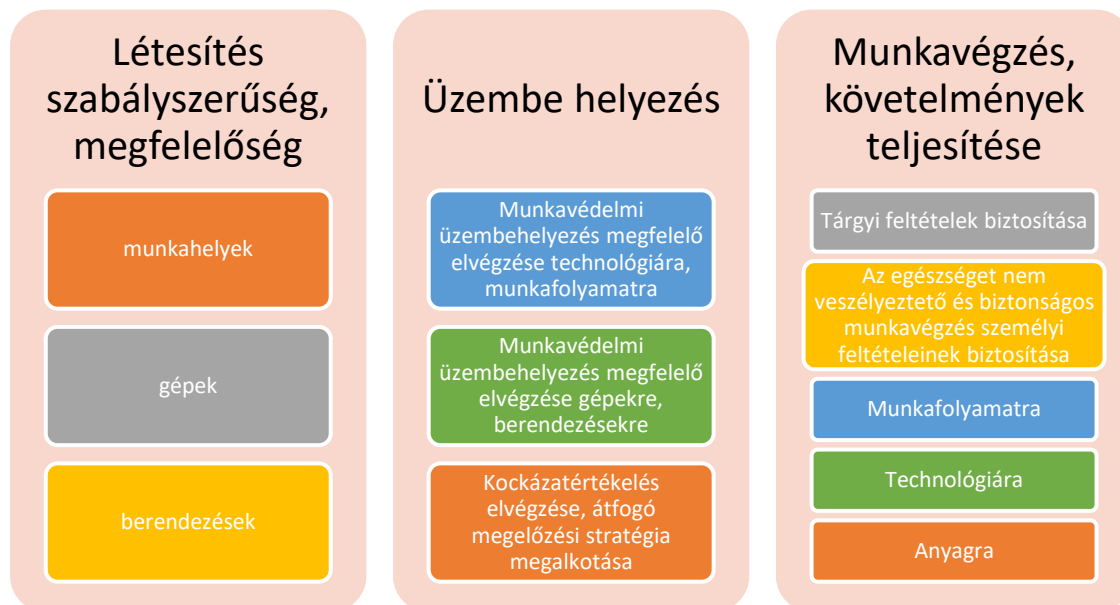 Létesítés
szabályszerűség,
megfelelőség
munkahelyek
gépek
berendezések
Üzembe helyezés
Munkavédelmi
üzembehelyezés megfelelő
elvégzése technológiára,
munkafolyamatra
Munkavédelmi
üzembehelyezés megfelelő
elvégzése gépekre,
berendezésekre
Kockázatértékelés
elvégzése, átfogó
megelőzési stratégia
megalkotása
Munkavégzés,
követelmények
teljesítése
Tárgyi feltételek biztosítása
Az egészséget nem
veszélyeztető és biztonságos
munkavégzés személyi
feltételeinek biztosítása
Munkafolyamatra
Technológiára
Anyagra